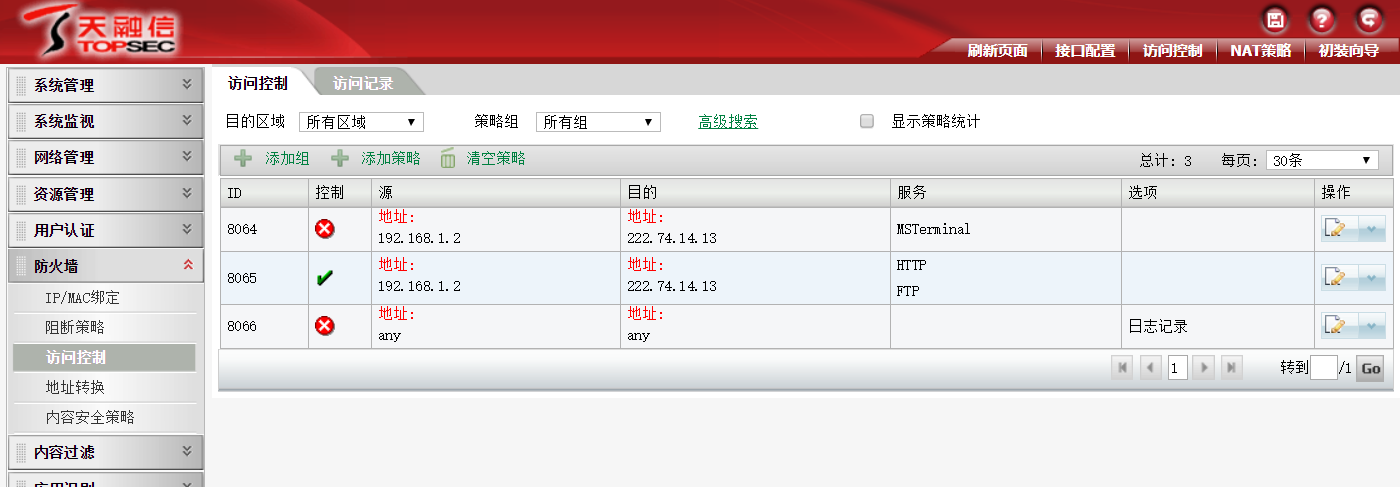 天融信
TOPSEC
刷新页面 接口配置 访问控制 NAT策略 初装向导
系统管理
系统监视
网络管理
资源管理
用户认证
防火墙
IP/MAC绑定
阻断策略
访问控制
地址转换
内容安全策略
内容过滤
应用识别
访问控制 访问记录
目的区域 所有区域 策略组 所有组 高级搜索 显示策略统计
添加组 添加策略 清空策略 总计: 3 每页: 30条
ID 控制 源 目的 服务 选项 操作
8064 地址: 192.168.1.2 地址: 222.74.14.13 MSTerminal
8065 地址: 192.168.1.2 地址: 222.74.14.13 HTTP FTP
8066 地址: any 地址: any 日志记录
1 转到 /1 Go